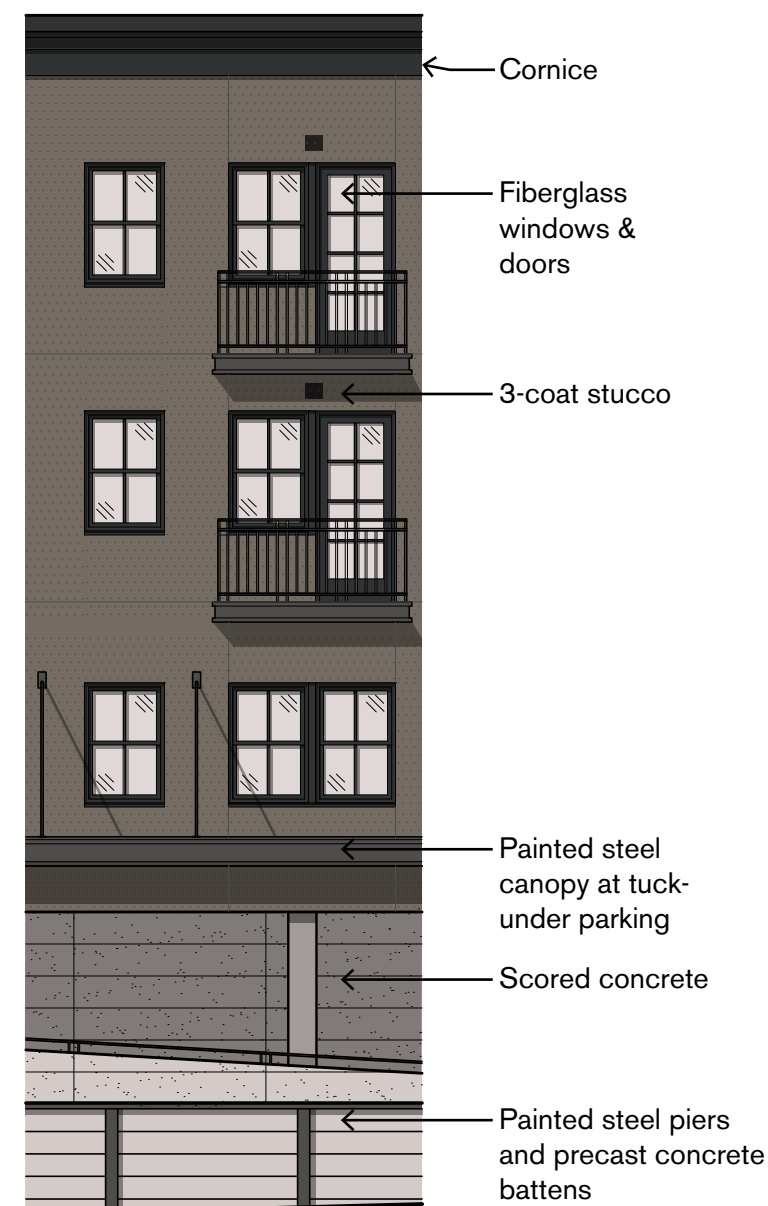 Cornice
Fiberglass
windows &
doors
3-coat stucco
Painted steel
canopy at tuck-
under parking
Scored concrete
Painted steel piers
and precast concrete
battens